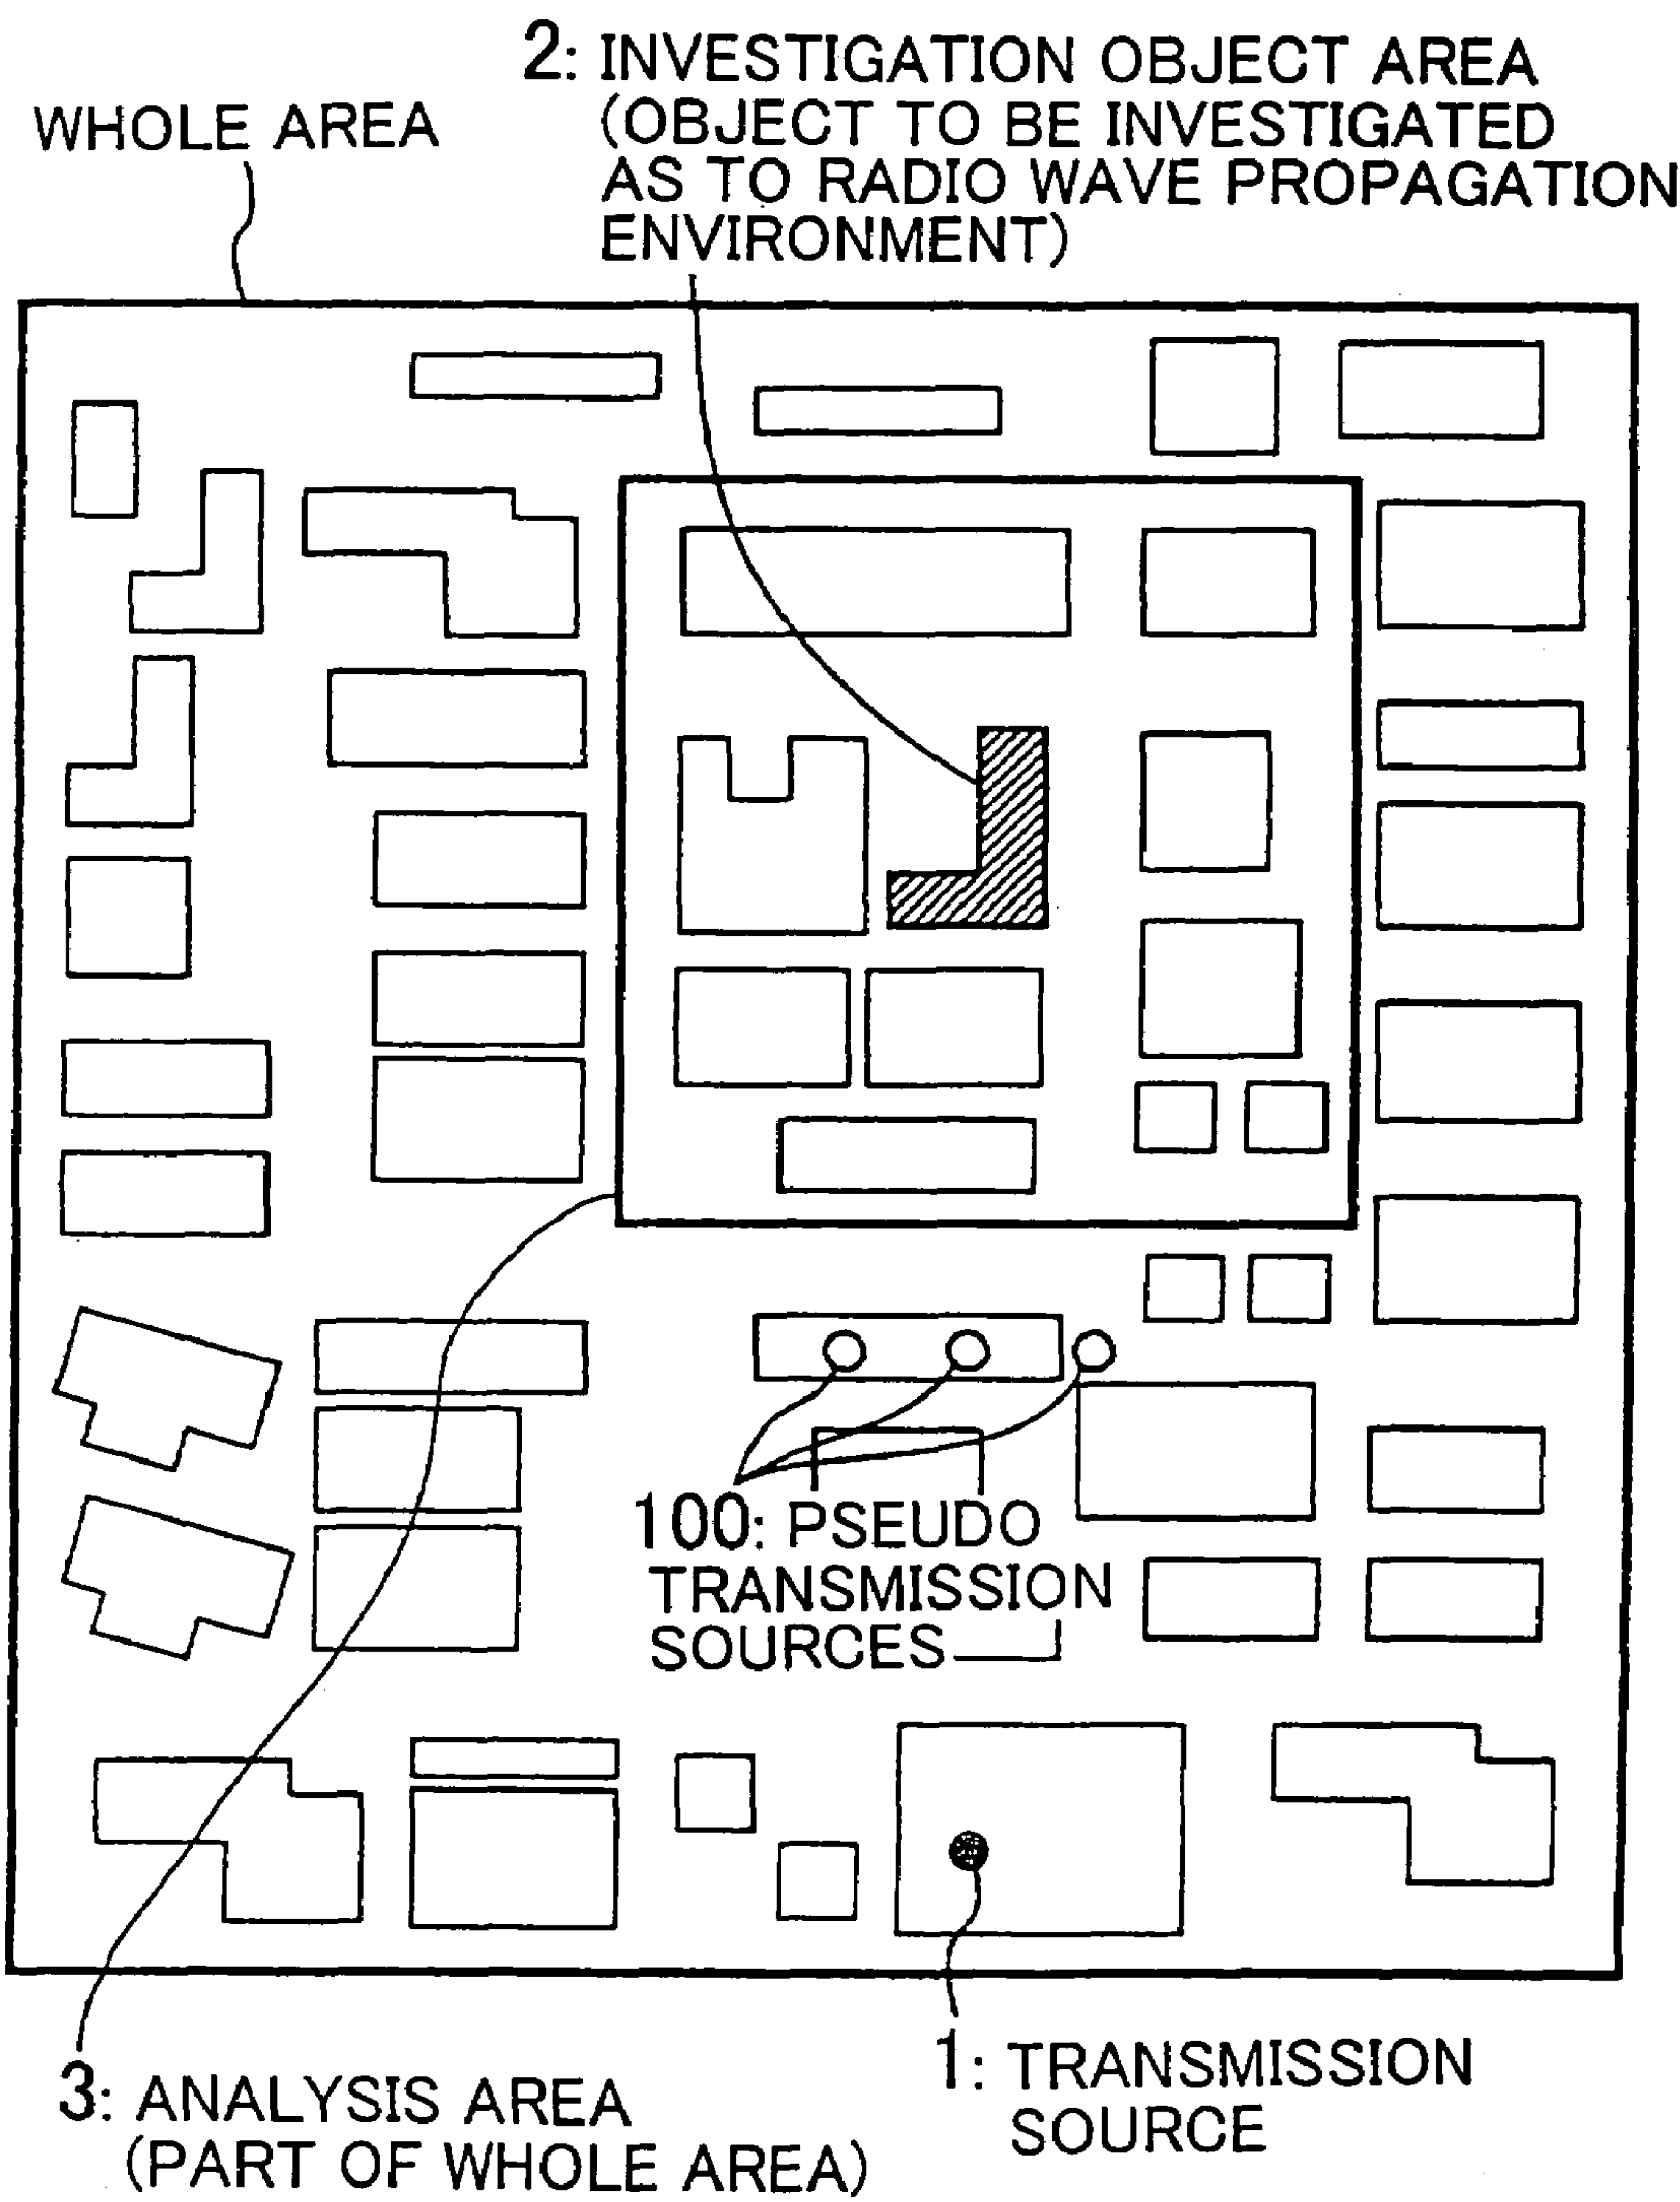 2: INVESTIGATION OBJECT AREA
(OBJECT TO BE INVESTIGATED
AS TO RADIO WAVE PROPAGATION
ENVIRONMENT)
WHOLE AREA
100: PSEUDO
TRANSMISSION
SOURCES
1: TRANSMISSION
SOURCE
3: ANALYSIS AREA
(PART OF WHOLE AREA)